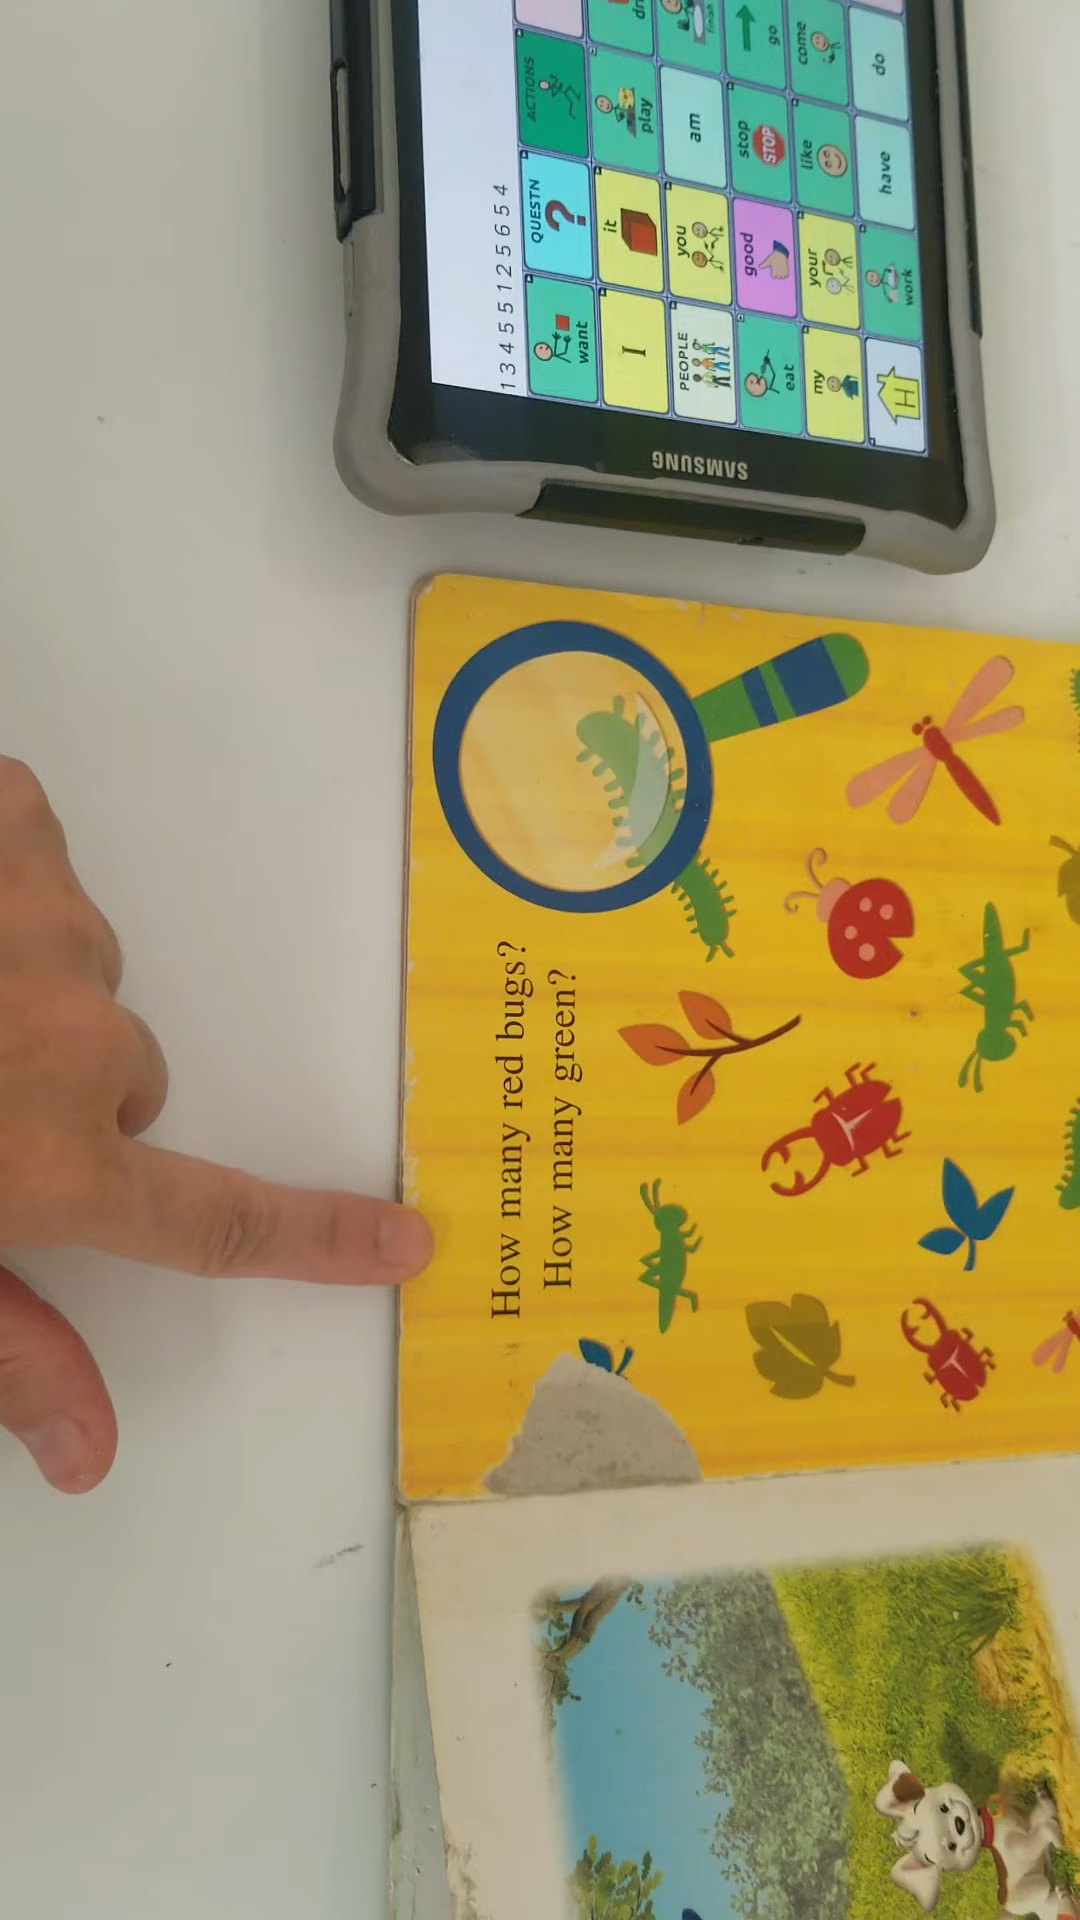 1 3 4 5 5 1 2 5 6 5 4
want
QUESTN
ACTIONS
I
it
play
PEOPLE
you
am
finish
eat
good
stop
STOP
go
my
your
like
come
H
work
have
do
SAMSUNG
How many red bugs?
How many green?